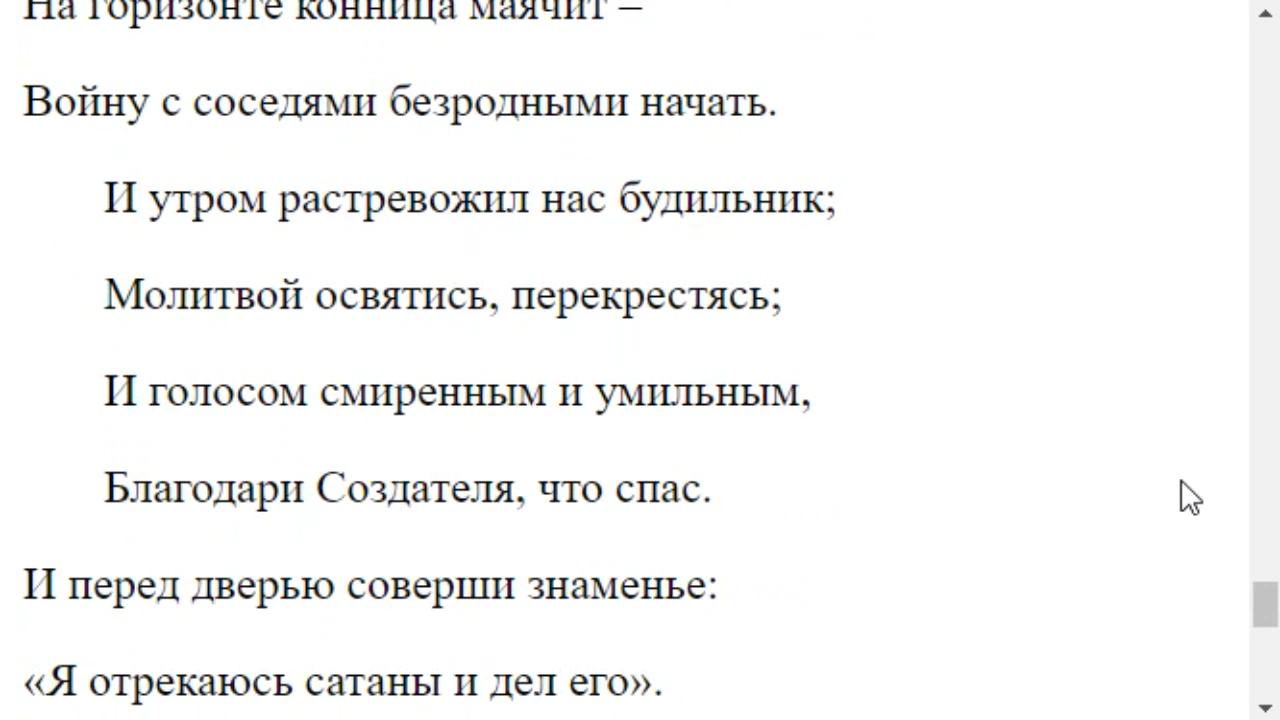 На горизонте конница маячит –
Войну с соседями безродными начать.
И утром растревожил нас будильник;
Молитвой освятись, перекрестясь;
И голосом смиренным и умильным,
Благодари Создателя, что спас.
И перед дверью соверши знаменье:
«Я отрекаюсь сатаны и дел его».